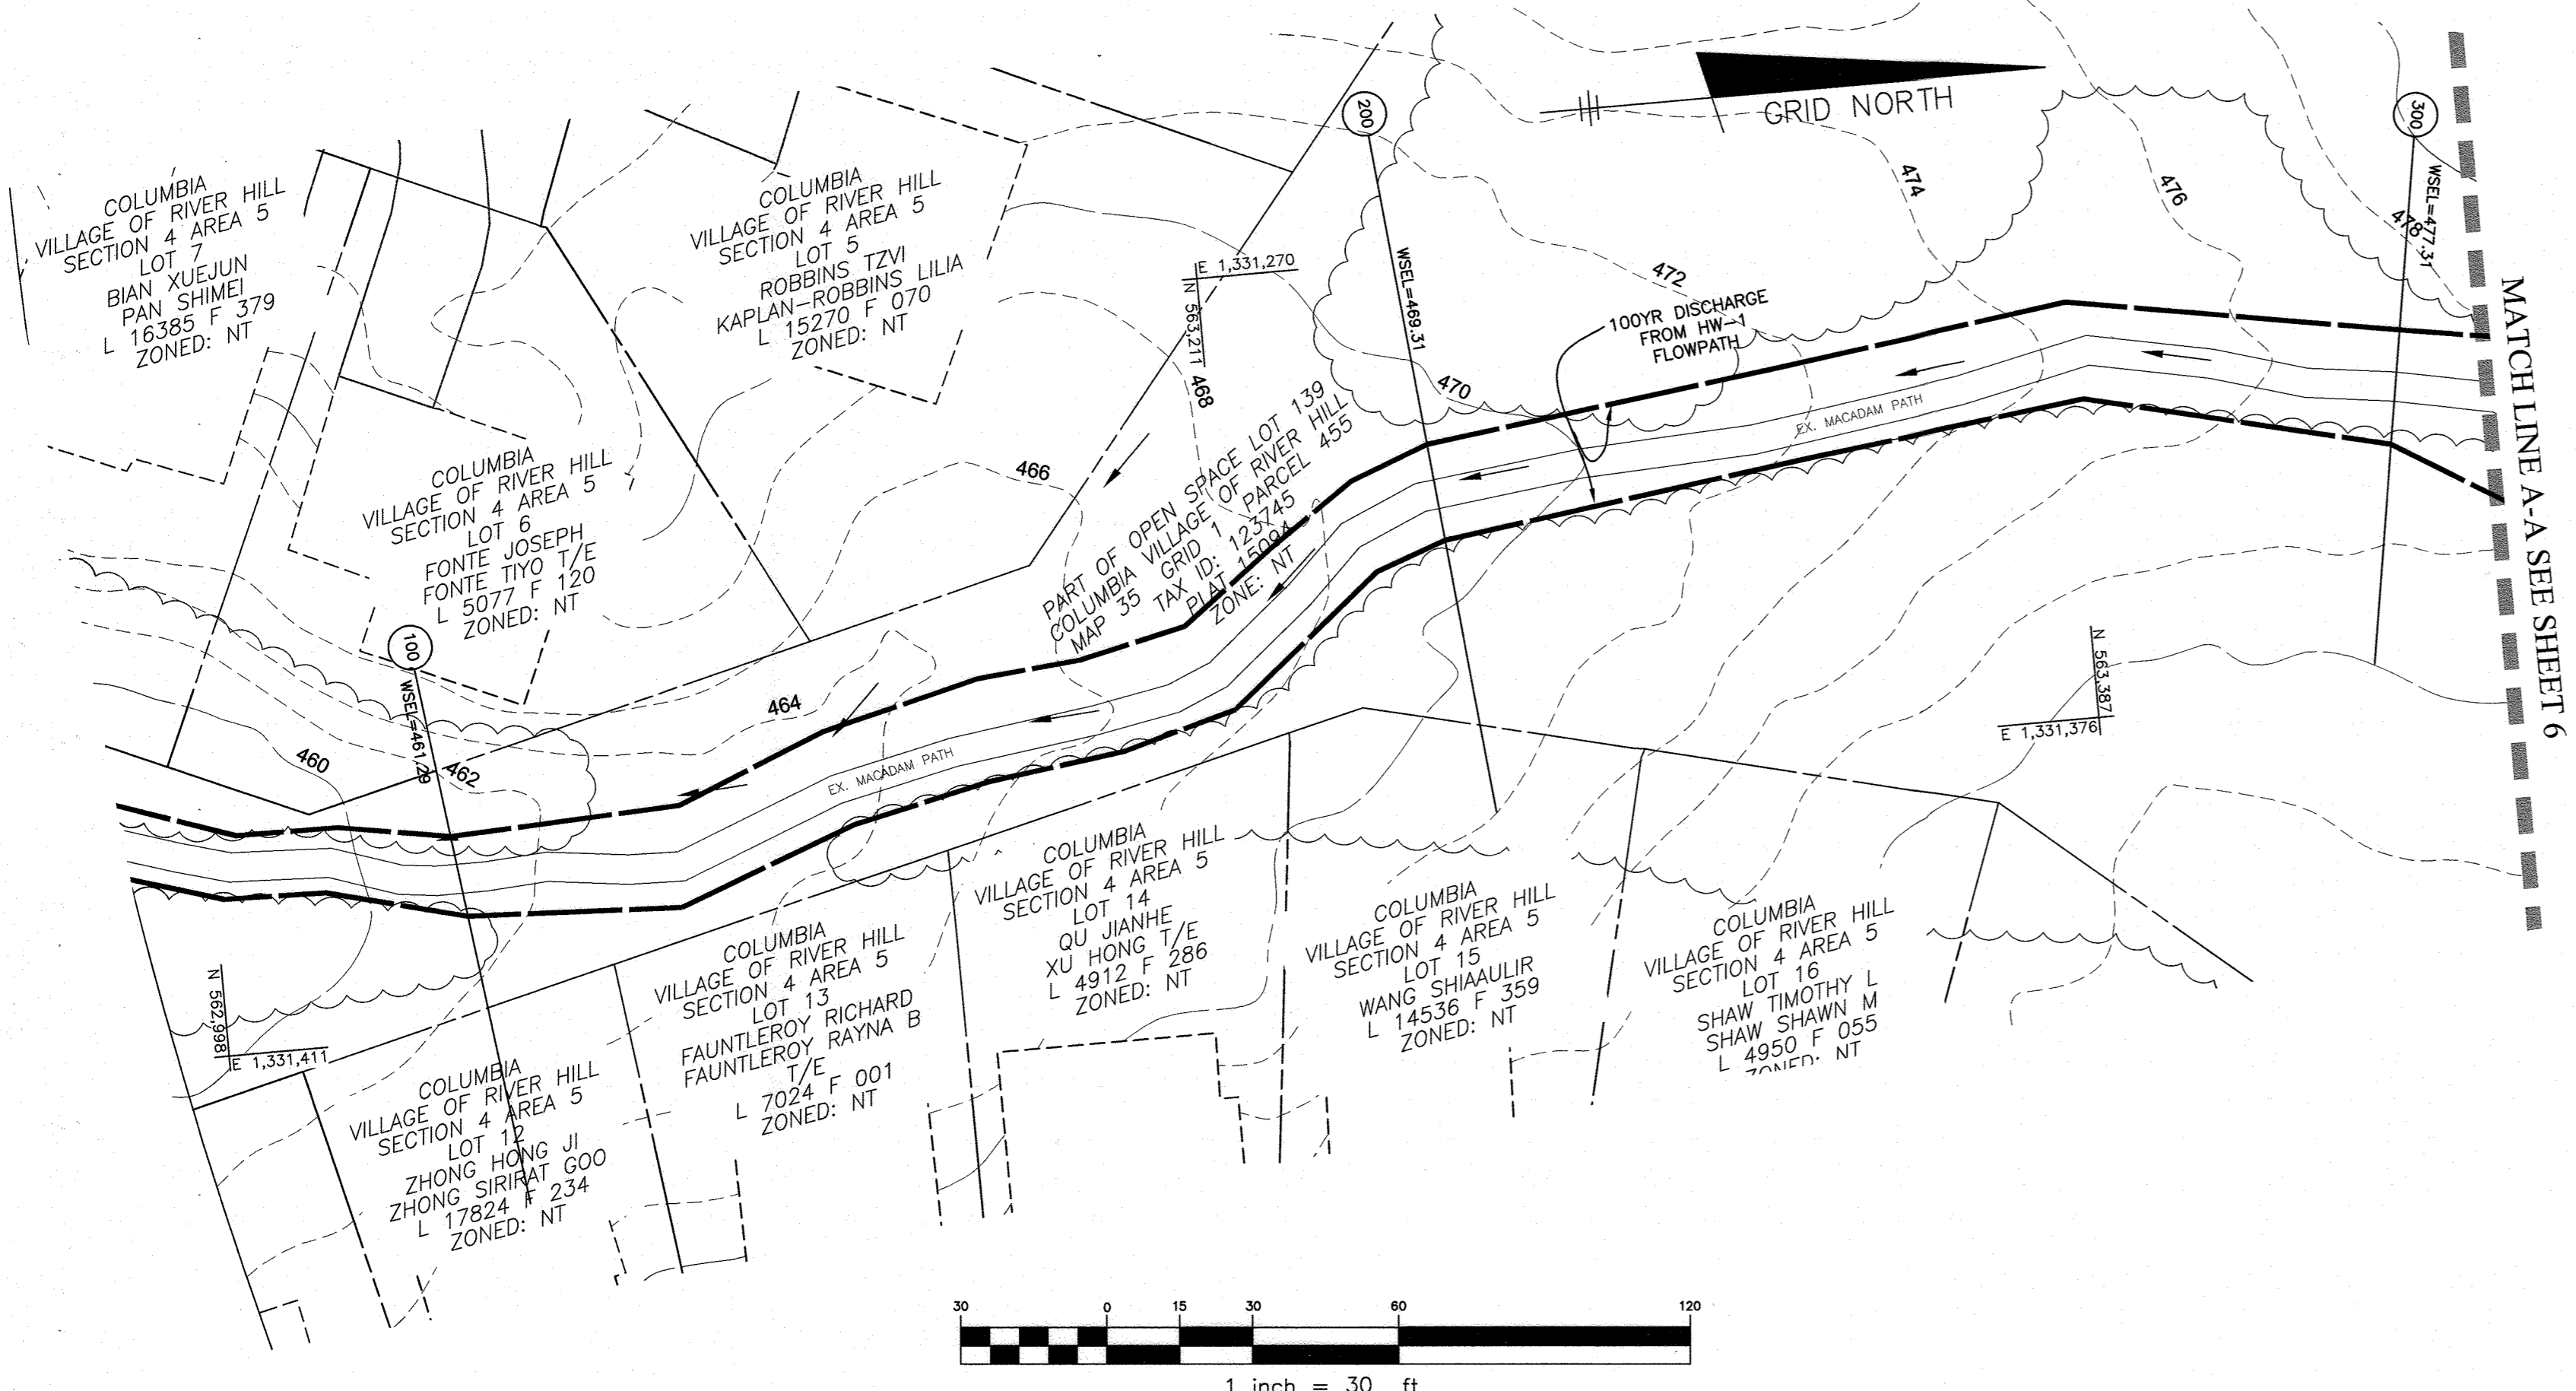 COLUMBIA
VILLAGE OF RIVER HILL
SECTION 4 AREA 5
LOT 7
BIAN XUEJUN
PAN SHIMEI
L 16385 F 379
ZONED: NT
COLUMBIA
VILLAGE OF RIVER HILL
SECTION 4 AREA 5
LOT 5
ROBBINS TZVI
KAPLAN-ROBBINS LILIA
L 15270 F 070
ZONED: NT
200
WSEL=469.31
GRID NORTH
474
476
478
300
WSEL=477.31
472
E 1,331,270
N 563,211
468
100YR DISCHARGE
FROM HW-1
FLOWPATH
470
EX. MACADAM PATH
MATCH LINE A-A SEE SHEET 6
COLUMBIA
VILLAGE OF RIVER HILL
SECTION 4 AREA 5
LOT 6
FONTE JOSEPH
FONTE TIYO T/E
L 5077 F 120
ZONED: NT
466
PART OF OPEN SPACE LOT 139
COLUMBIA VILLAGE OF RIVER HILL
MAP 35 GRID 1 PARCEL 455
TAX ID: 123745
PLAT 15094
ZONE: NT
100
WSEL=461.29
460
462
464
EX. MACADAM PATH
N 563,387
E 1,331,376
N 562,998
E 1,331,411
COLUMBIA
VILLAGE OF RIVER HILL
SECTION 4 AREA 5
LOT 12
ZHONG HONG JI
ZHONG SIRIRAT GOO
L 17824 F 234
ZONED: NT
COLUMBIA
VILLAGE OF RIVER HILL
SECTION 4 AREA 5
LOT 13
FAUNTLEROY RICHARD
FAUNTLEROY RAYNA B
T/E
L 7024 F 001
ZONED: NT
COLUMBIA
VILLAGE OF RIVER HILL
SECTION 4 AREA 5
LOT 14
QU JIANHE
XU HONG T/E
L 4912 F 286
ZONED: NT
COLUMBIA
VILLAGE OF RIVER HILL
SECTION 4 AREA 5
LOT 15
WANG SHIAAULIR
L 14536 F 359
ZONED: NT
COLUMBIA
VILLAGE OF RIVER HILL
SECTION 4 AREA 5
LOT 16
SHAW TIMOTHY L
SHAW SHAWN M
L 4950 F 055
ZONED: NT
30 0 15 30 60 120
1 inch = 30 ft